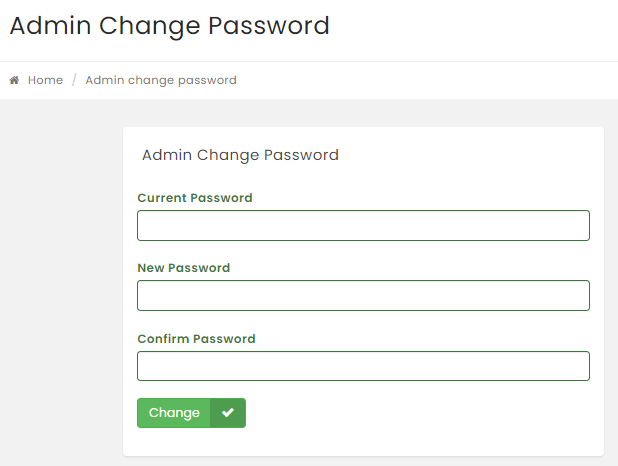 Admin Change Password
Home / Admin change password
Admin Change Password
Current Password
New Password
Confirm Password
Change